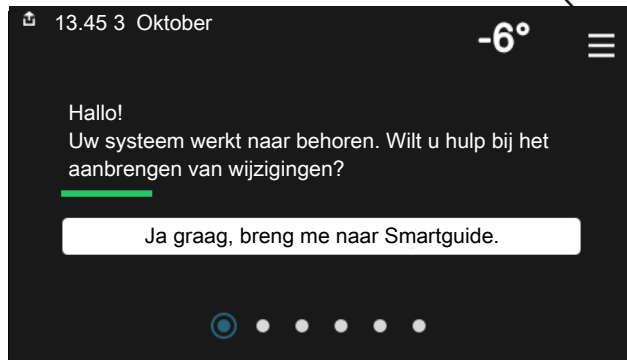 13.45 3 Oktober
-6°
Hallo!
Uw systeem werkt naar behoren. Wilt u hulp bij het
aanbrengen van wijzigingen?
Ja graag, breng me naar Smartguide.